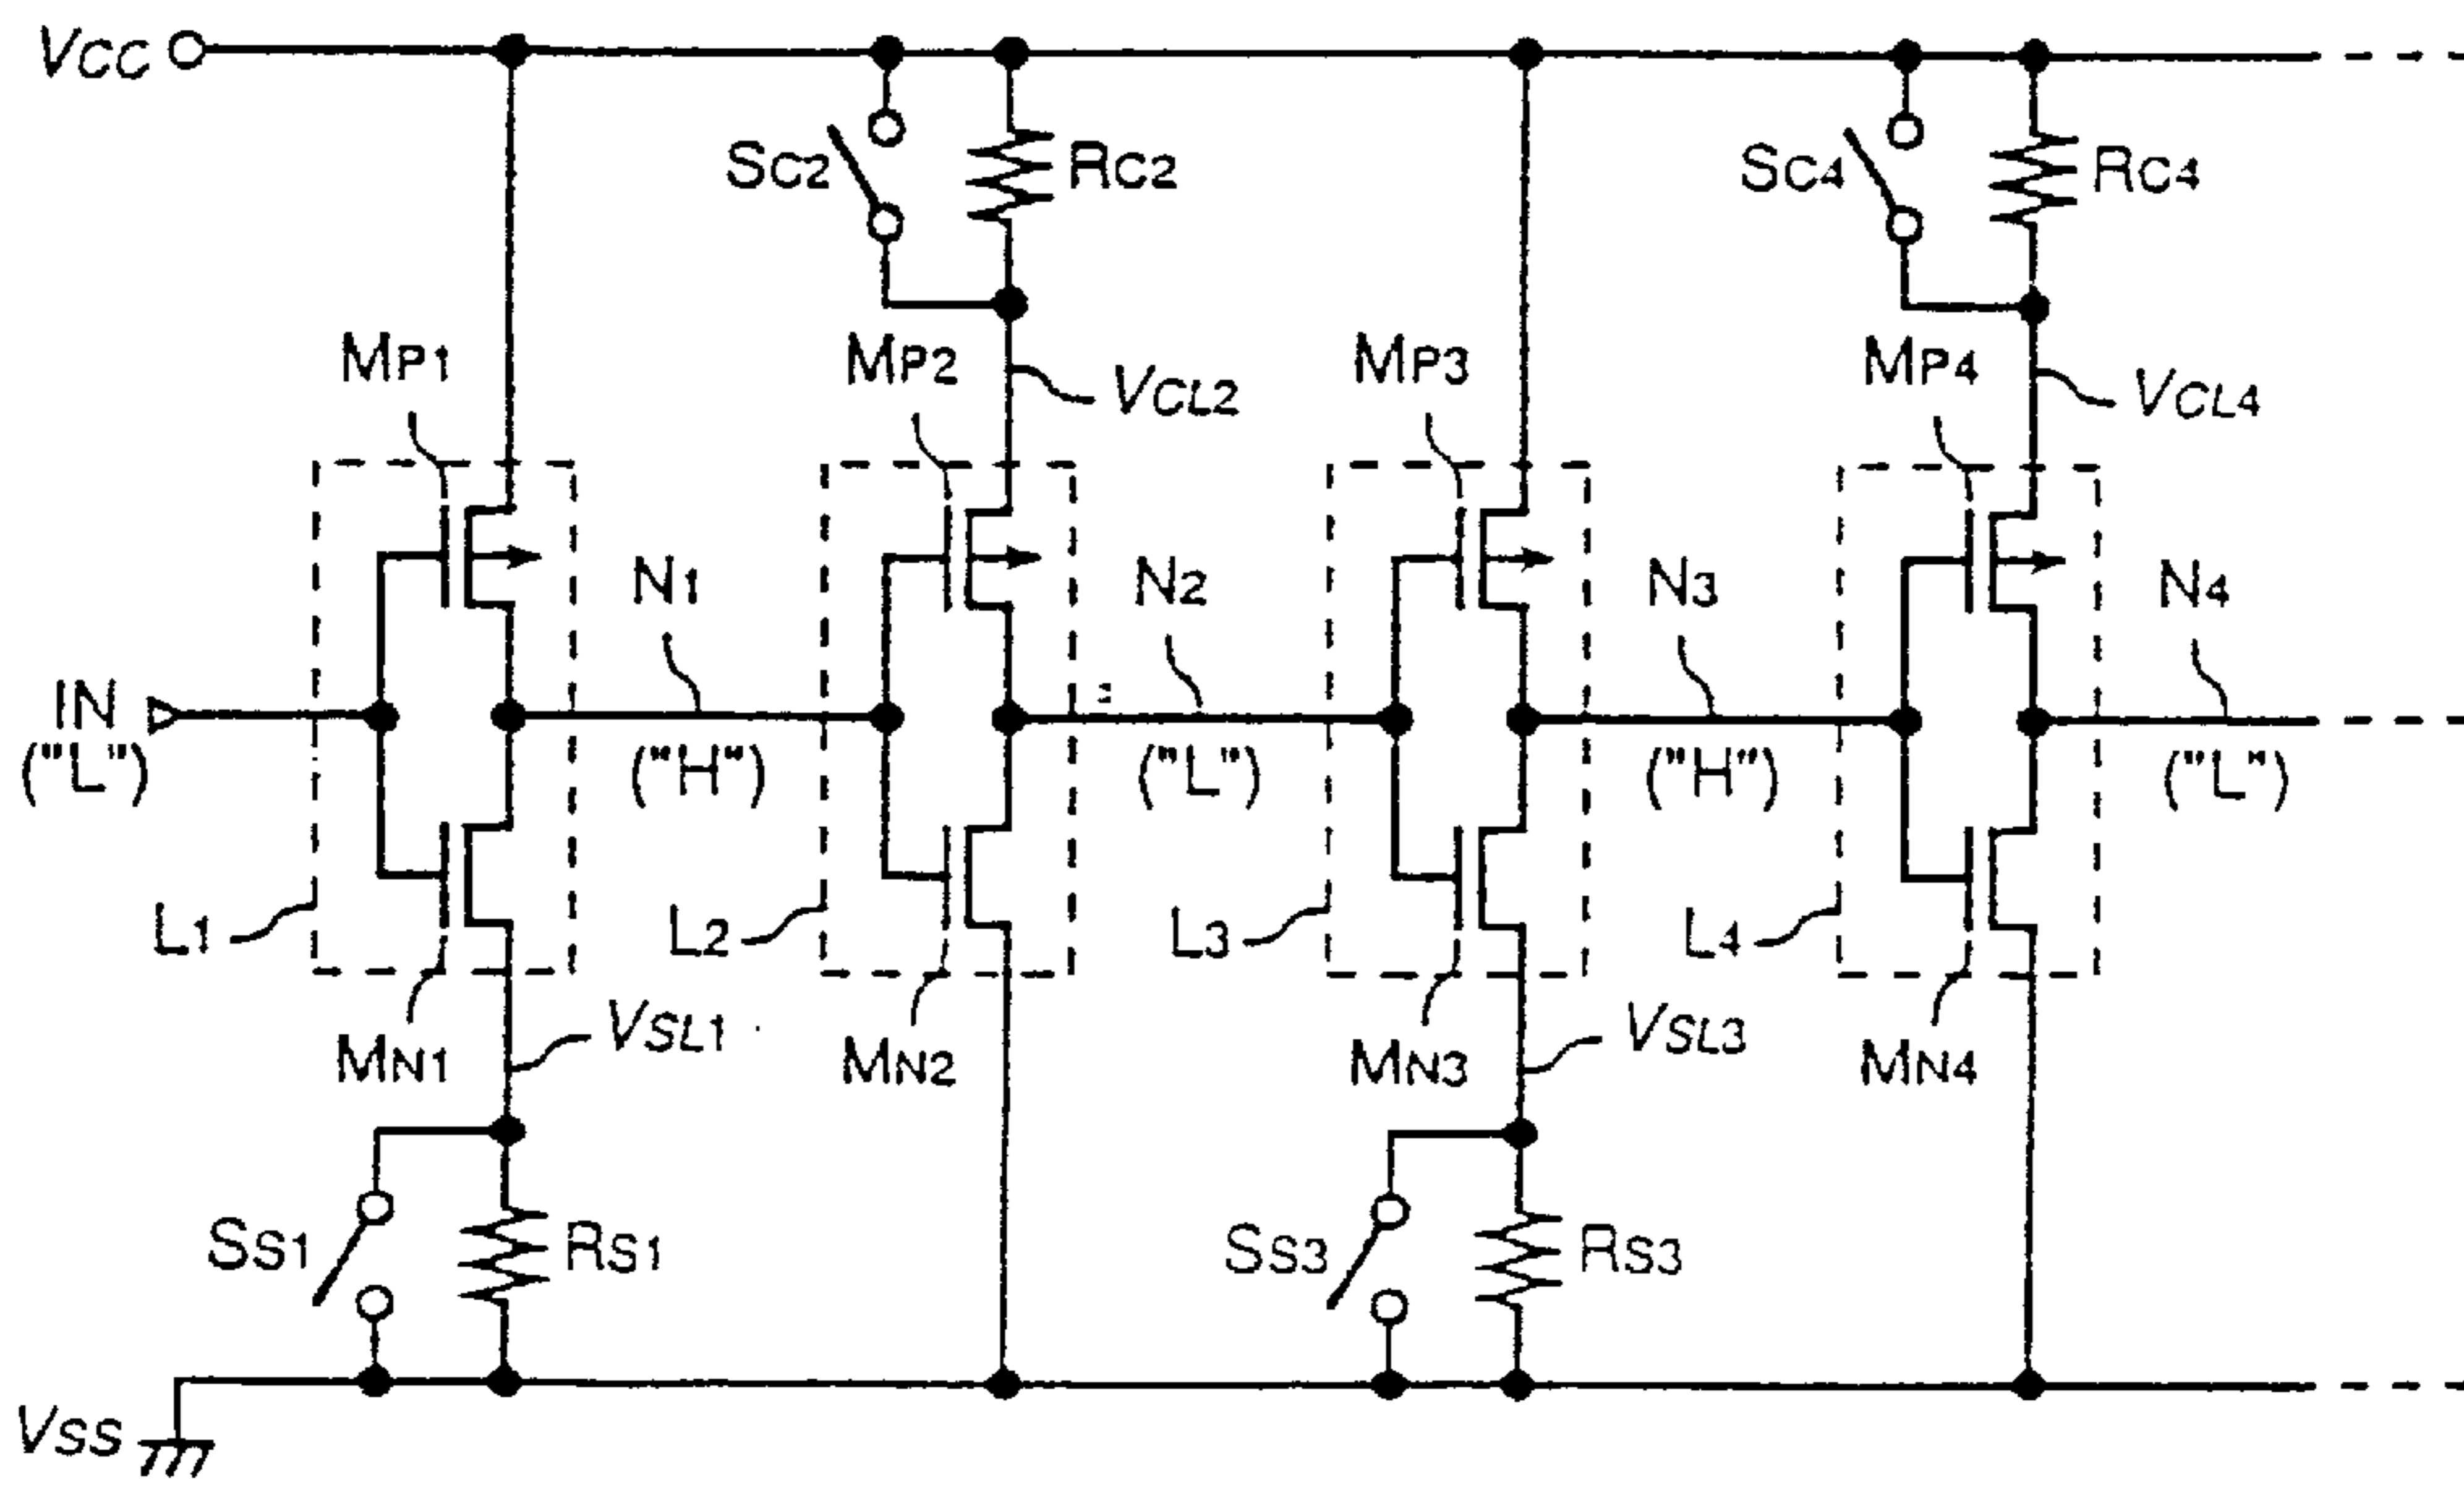 VCC
SC2 RC2 SC4 RC4
MP1 MP2 VCL2 MP3 MP4 VCL4
N1 N2 N3 N4
IN
("L") ("H") ("L") ("H") ("L")
L1 L2 L3 L4
MN1 VSL1 MN2 MN3 VSL3 MN4
SS1 RS1 SS3 RS3
VSS